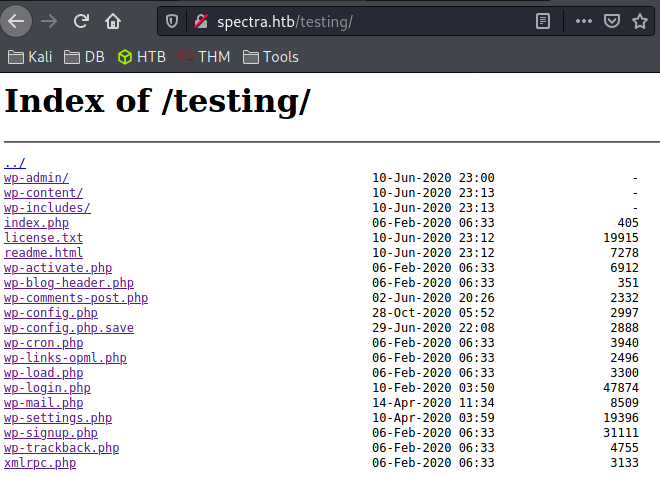 spectra.htb/testing/
Kali DB HTB THM Tools
Index of /testing/
../
wp-admin/ 10-Jun-2020 23:00 -
wp-content/ 10-Jun-2020 23:13 -
wp-includes/ 10-Jun-2020 23:13 -
index.php 06-Feb-2020 06:33 405
license.txt 10-Jun-2020 23:12 19915
readme.html 10-Jun-2020 23:12 7278
wp-activate.php 06-Feb-2020 06:33 6912
wp-blog-header.php 06-Feb-2020 06:33 351
wp-comments-post.php 02-Jun-2020 20:26 2332
wp-config.php 28-Oct-2020 05:52 2997
wp-config.php.save 29-Jun-2020 22:08 2888
wp-cron.php 06-Feb-2020 06:33 3940
wp-links-opml.php 06-Feb-2020 06:33 2496
wp-load.php 06-Feb-2020 06:33 3300
wp-login.php 10-Feb-2020 03:50 47874
wp-mail.php 14-Apr-2020 11:34 8509
wp-settings.php 10-Apr-2020 03:59 19396
wp-signup.php 06-Feb-2020 06:33 31111
wp-trackback.php 06-Feb-2020 06:33 4755
xmlrpc.php 06-Feb-2020 06:33 3133